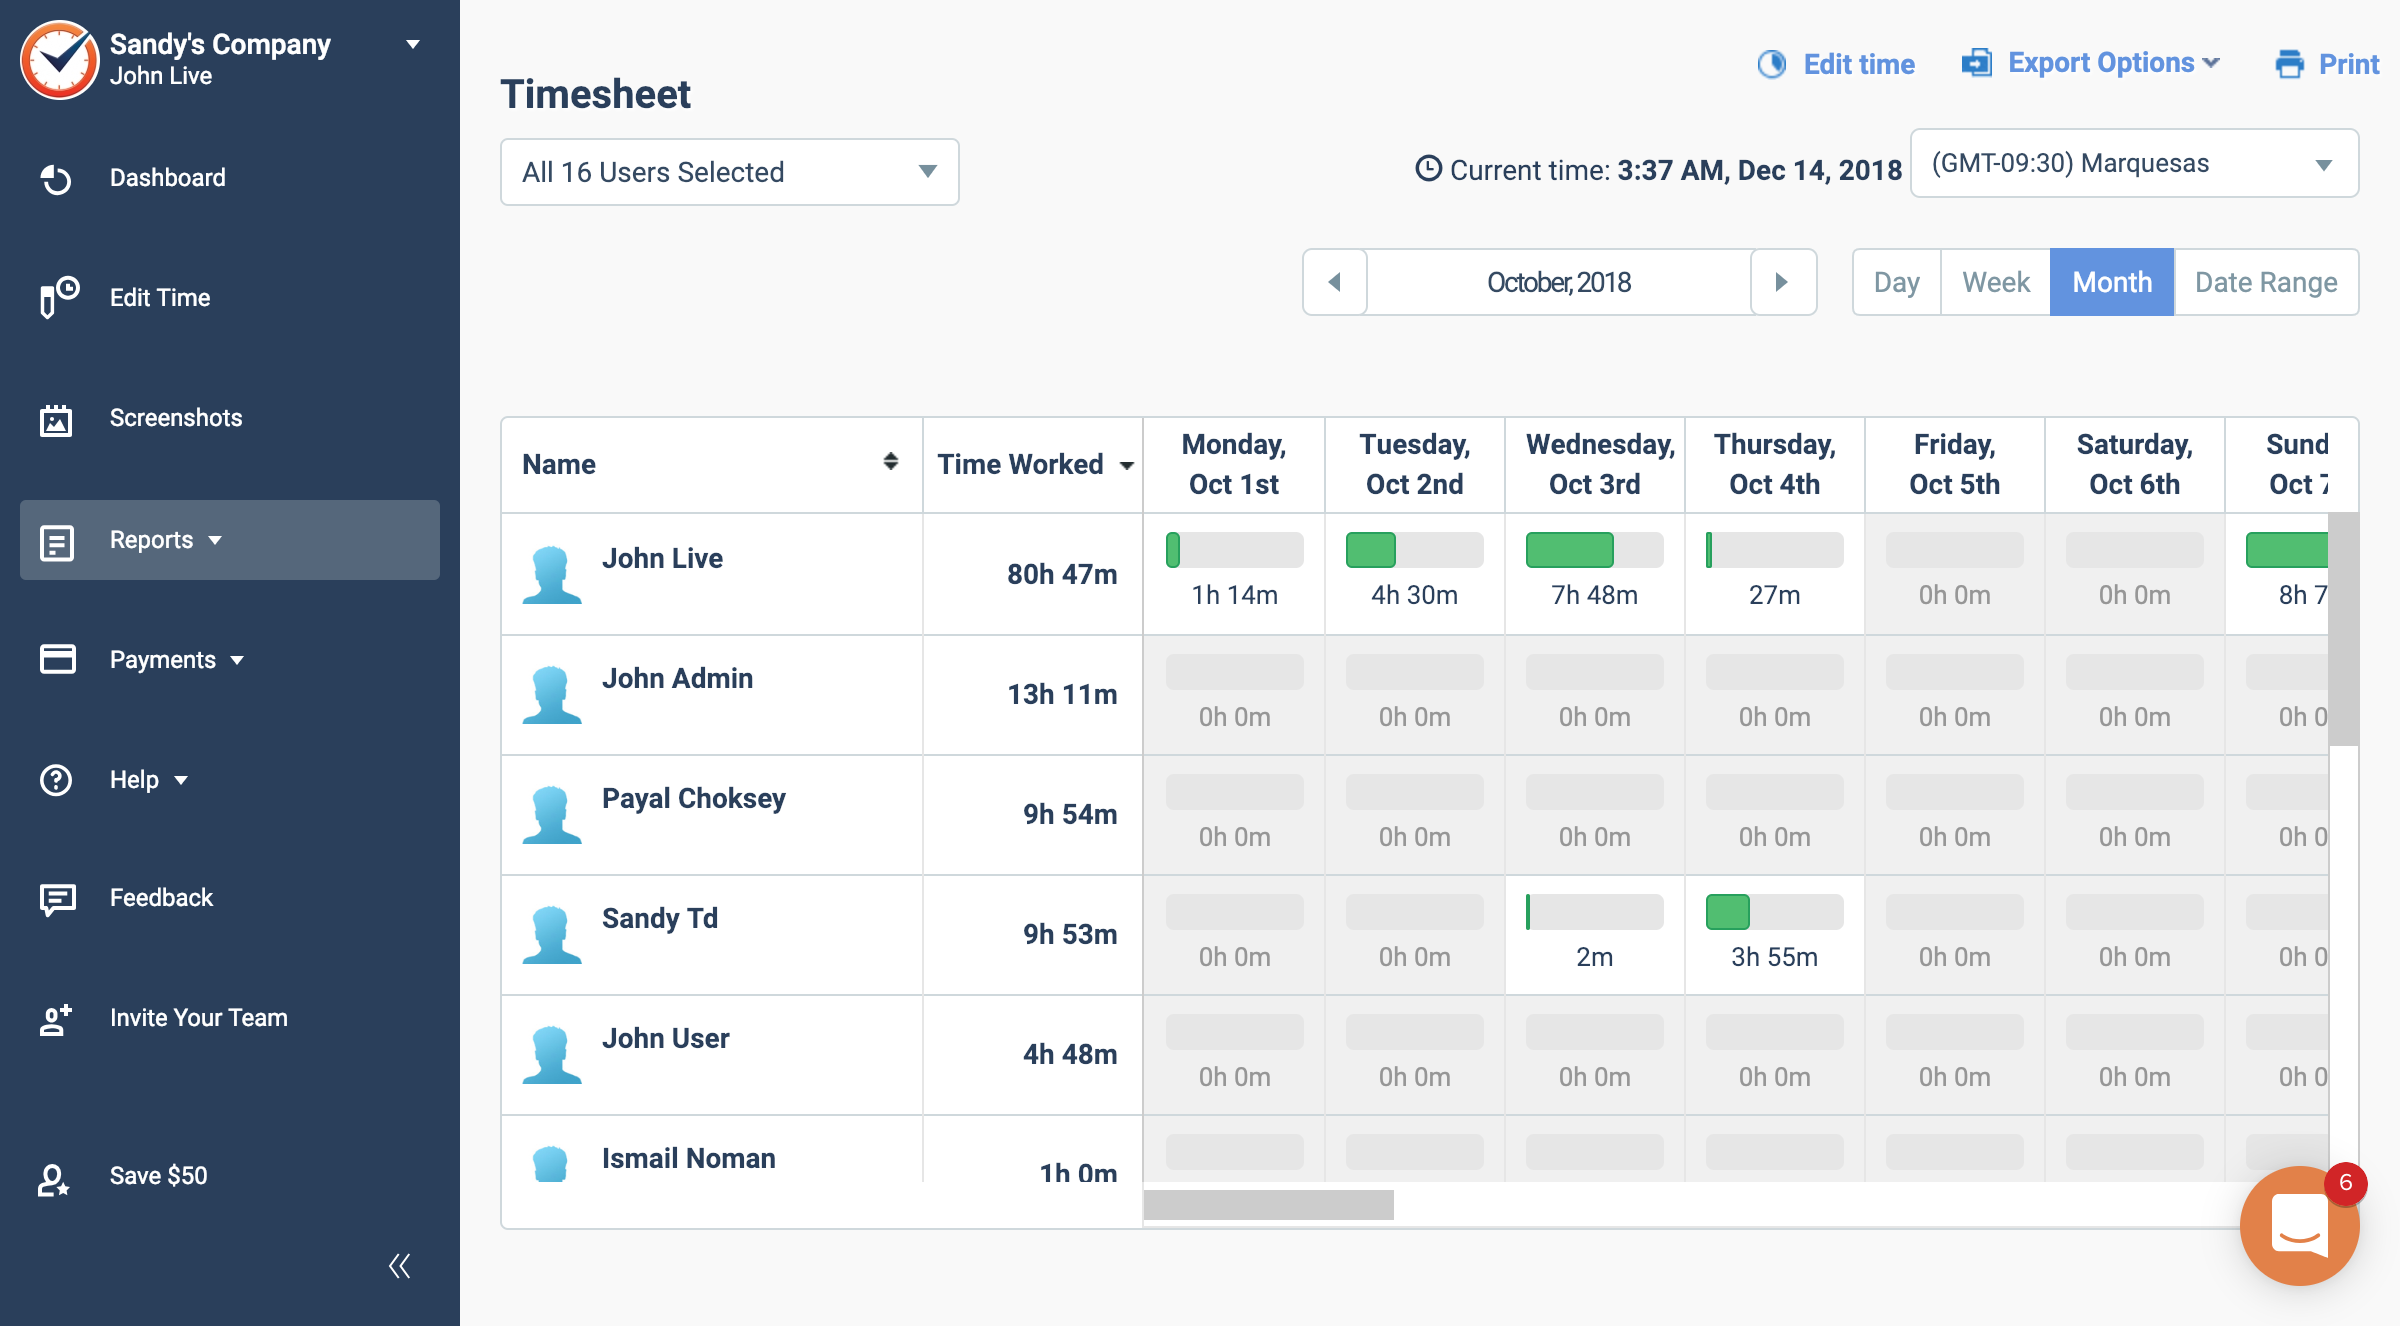 Sandy's Company
John Live
Dashboard
Edit Time
Screenshots
Reports
Payments
Help
Feedback
Invite Your Team
Save $50
Edit time
Export Options
Print
Timesheet
All 16 Users Selected
Current time: 3:37 AM, Dec 14, 2018
(GMT-09:30) Marquesas
October, 2018
Day
Week
Month
Date Range
Name
Time Worked
Monday,
Oct 1st
Tuesday,
Oct 2nd
Wednesday,
Oct 3rd
Thursday,
Oct 4th
Friday,
Oct 5th
Saturday,
Oct 6th
Sund
Oct 7
John Live
80h 47m
1h 14m
4h 30m
7h 48m
27m
0h 0m
0h 0m
8h 7
John Admin
13h 11m
0h 0m
0h 0m
0h 0m
0h 0m
0h 0m
0h 0m
0h 0
Payal Choksey
9h 54m
0h 0m
0h 0m
0h 0m
0h 0m
0h 0m
0h 0m
0h 0
Sandy Td
9h 53m
0h 0m
0h 0m
2m
3h 55m
0h 0m
0h 0m
0h 0
John User
4h 48m
0h 0m
0h 0m
0h 0m
0h 0m
0h 0m
0h 0m
0h 0
Ismail Noman
1h 0m
6